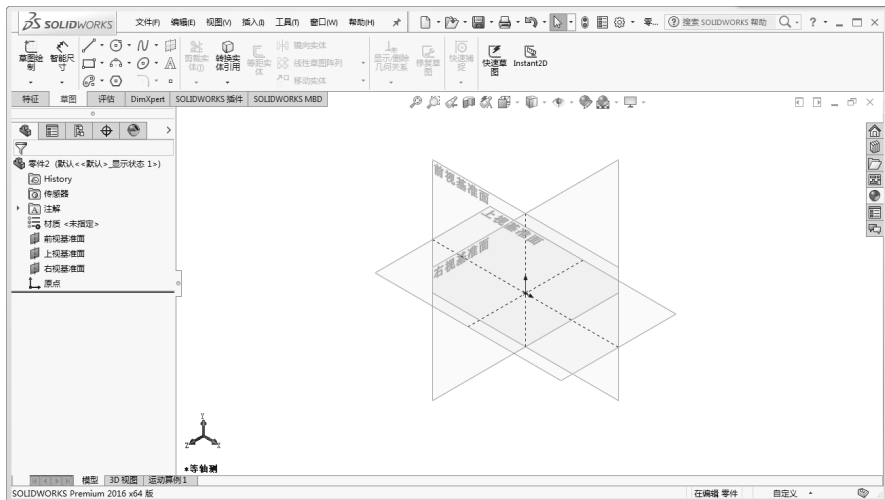 SOLIDWORKS 文件(F) 编辑(E) 视图(V) 插入(I) 工具(T) 窗口(W) 帮助(H) 零... 搜索 SOLIDWORKS 帮助
草图绘制 智能尺寸 剪裁实体(T) 转换实体引用 等距实体 镜向实体 线性草图阵列 移动实体 显示/删除几何关系 修复草图 快速捕捉 快速草图 Instant2D
特征 草图 评估 DimXpert SOLIDWORKS 插件 SOLIDWORKS MBD
零件2 (默认<<默认>_显示状态 1>)
History
传感器
注解
材质 <未指定>
前视基准面
上视基准面
右视基准面
原点
前视基准面
上视基准面
右视基准面
Y
Z X
*等轴测
模型 3D 视图 运动算例1
SOLIDWORKS Premium 2016 x64 版 在编辑 零件 自定义